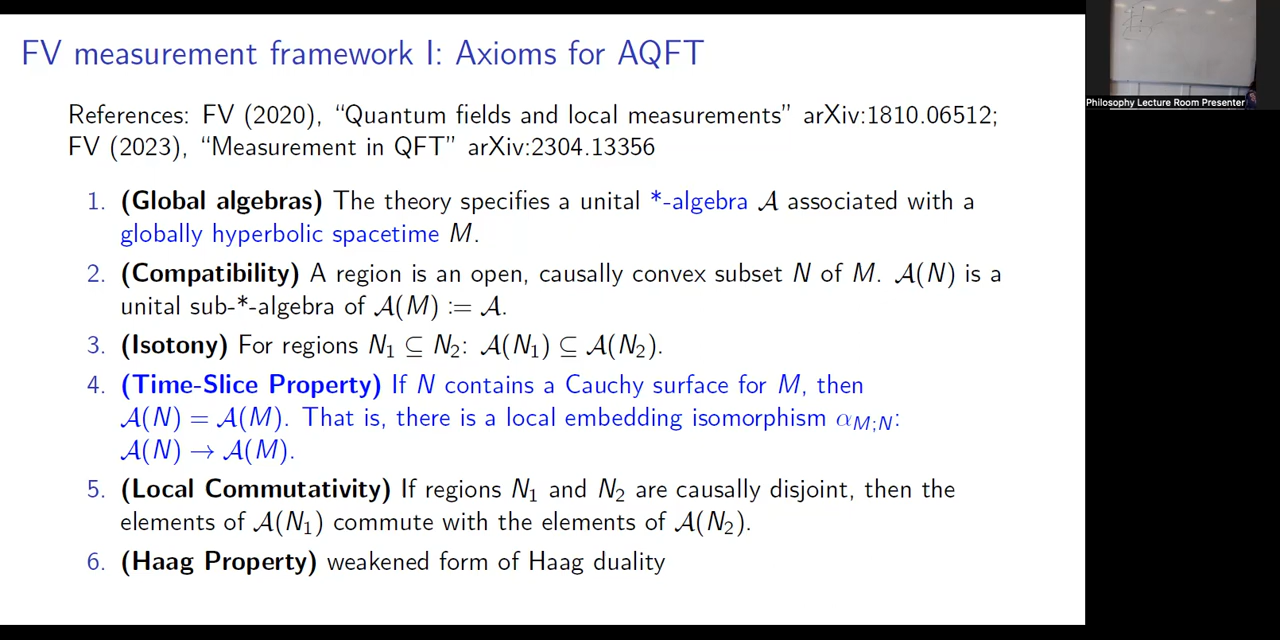 FV measurement framework I: Axioms for AQFT
References: FV (2020), “Quantum fields and local measurements” arXiv:1810.06512;
FV (2023), “Measurement in QFT” arXiv:2304.13356
1. (Global algebras) The theory specifies a unital *-algebra 𝒜 associated with a
globally hyperbolic spacetime M.
2. (Compatibility) A region is an open, causally convex subset N of M. 𝒜(N) is a
unital sub-*-algebra of 𝒜(M) := 𝒜.
3. (Isotony) For regions N₁ ⊆ N₂: 𝒜(N₁) ⊆ 𝒜(N₂).
4. (Time-Slice Property) If N contains a Cauchy surface for M, then
𝒜(N) = 𝒜(M). That is, there is a local embedding isomorphism α_{M;N}:
𝒜(N) → 𝒜(M).
5. (Local Commutativity) If regions N₁ and N₂ are causally disjoint, then the
elements of 𝒜(N₁) commute with the elements of 𝒜(N₂).
6. (Haag Property) weakened form of Haag duality
Philosophy Lecture Room Presenter